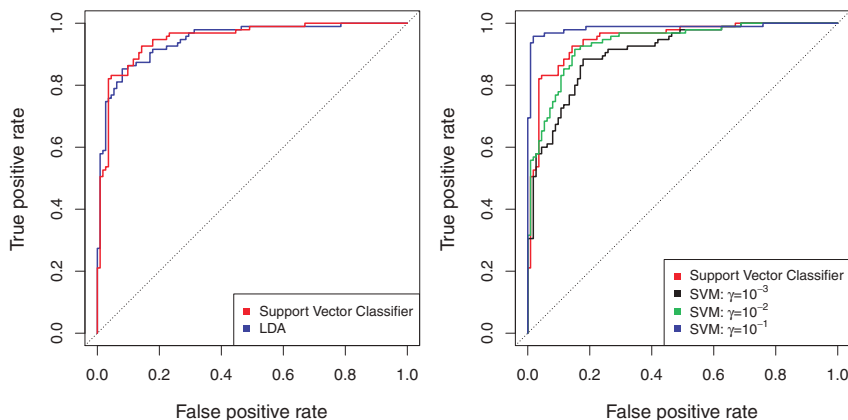 True positive rate
1.0
0.8
0.6
0.4
0.2
0.0
Support Vector Classifier
LDA
0.0 0.2 0.4 0.6 0.8 1.0
False positive rate
True positive rate
1.0
0.8
0.6
0.4
0.2
0.0
Support Vector Classifier
SVM: γ=10⁻³
SVM: γ=10⁻²
SVM: γ=10⁻¹
0.0 0.2 0.4 0.6 0.8 1.0
False positive rate